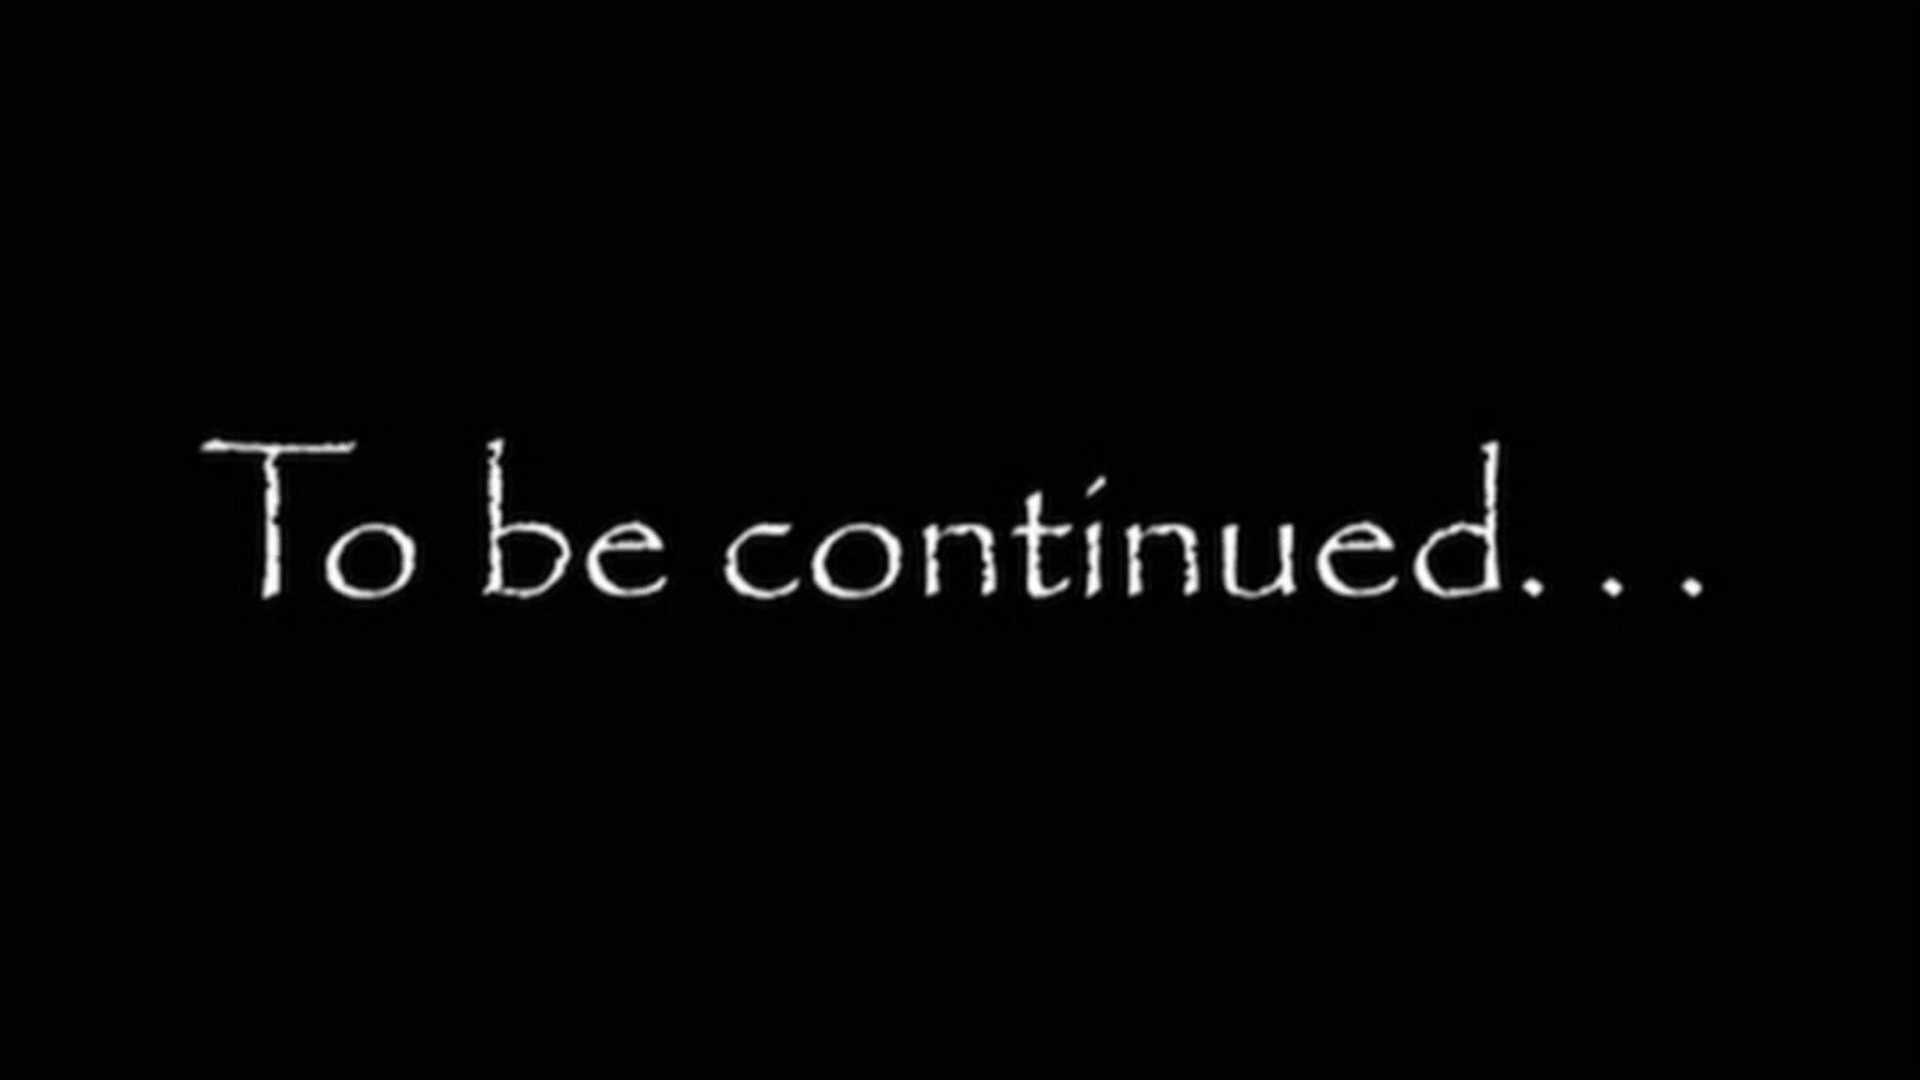 To be continued. . .